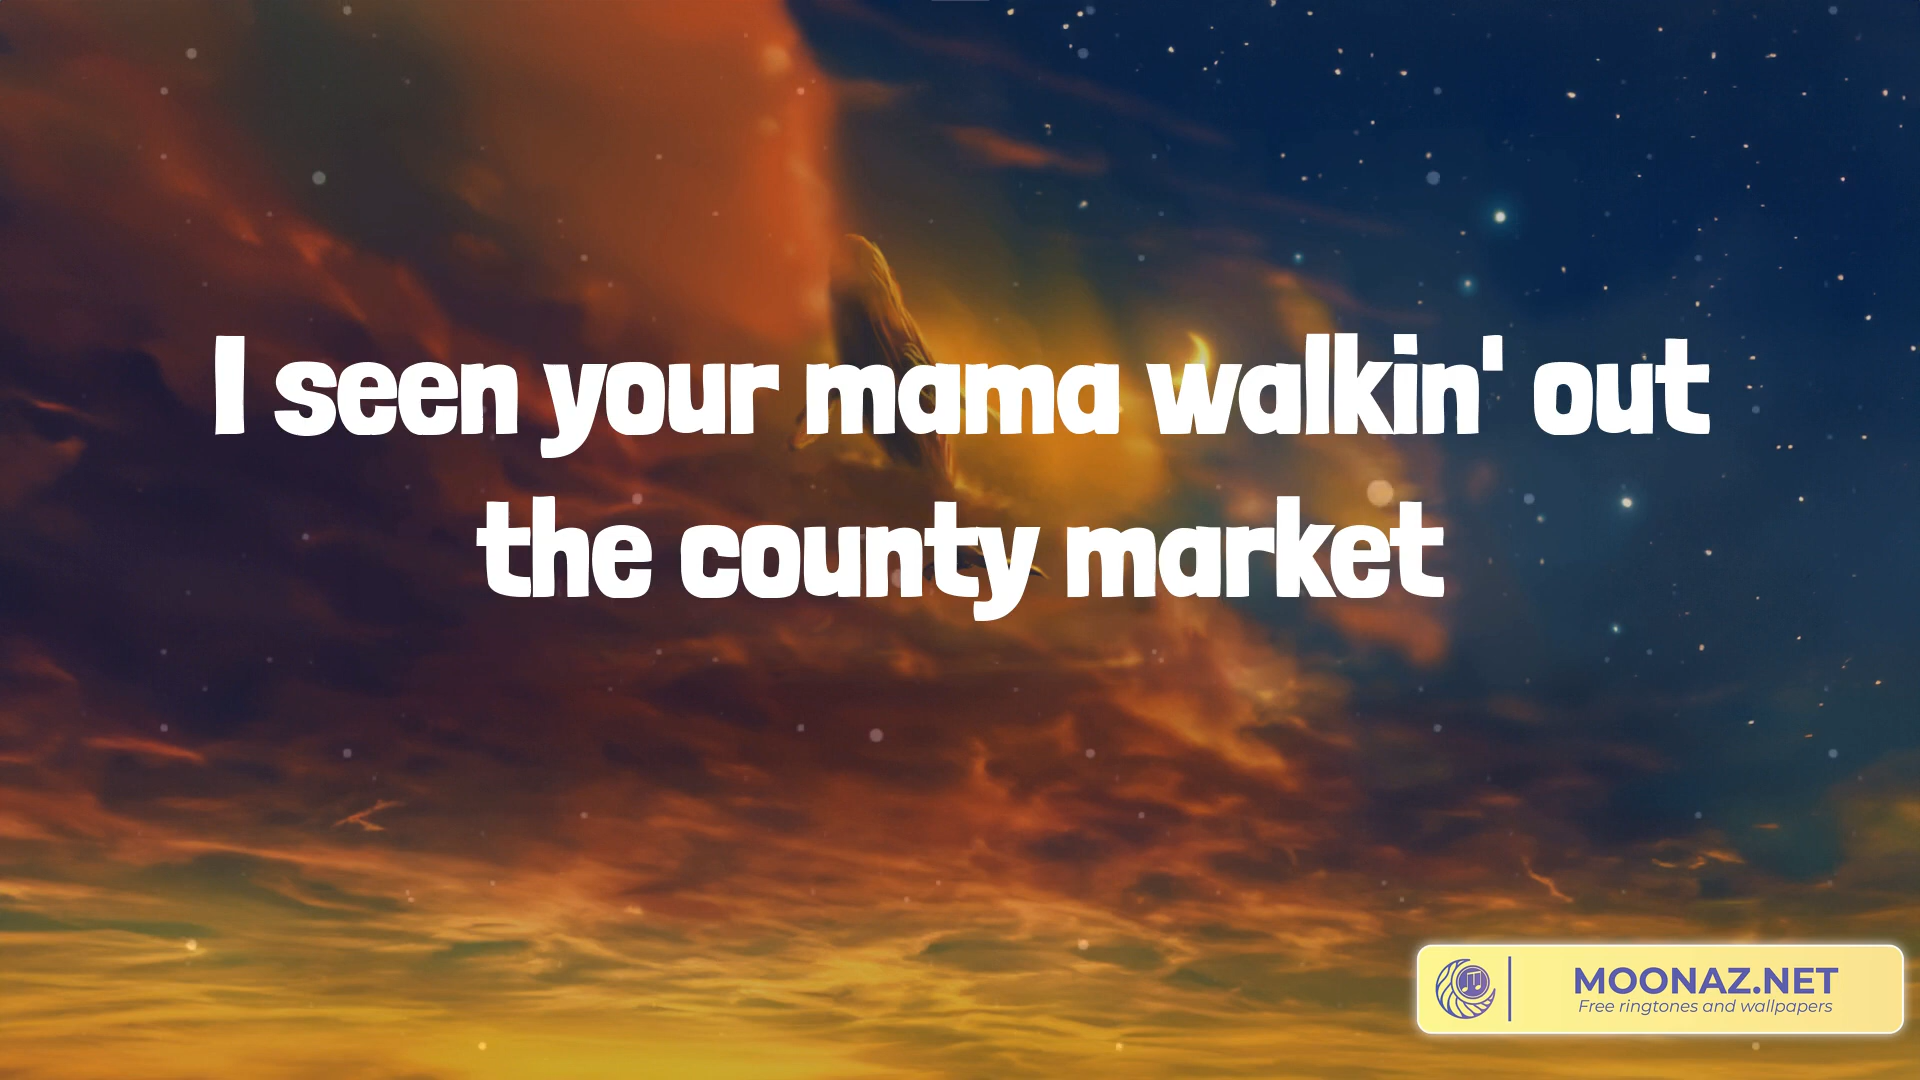 I seen your mama walkin' out
the county market
MOONAZ.NET
Free ringtones and wallpapers